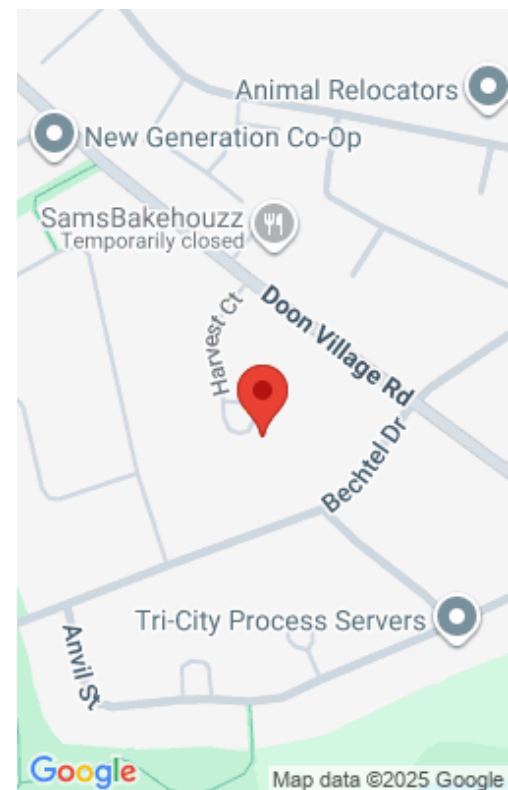 Animal Relocators
New Generation Co-Op
SamsBakehouzz
Temporarily closed
Harvest Ct
Doon Village Rd
Bechtel Dr
Tri-City Process Servers
Anvil St
Google
Map data ©2025 Google